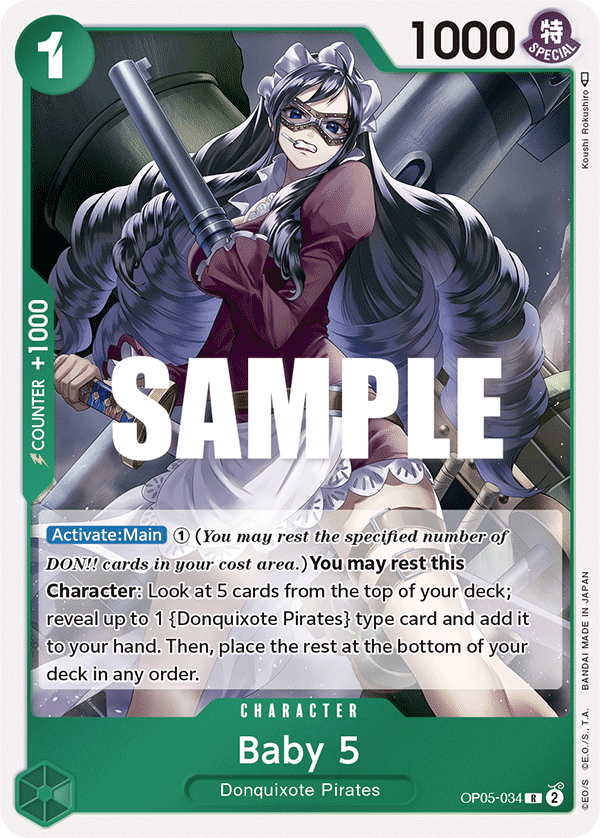 1
1000
特
SPECIAL
Koushi Rokushiro
COUNTER +1000
SAMPLE
Activate:Main ① (You may rest the specified number of
DON!! cards in your cost area.)You may rest this
Character: Look at 5 cards from the top of your deck;
reveal up to 1 {Donquixote Pirates} type card and add it
to your hand. Then, place the rest at the bottom of your
deck in any order.
CHARACTER
Baby 5
Donquixote Pirates
OP05-034 R 2
©EO/S ©E.O./S., T.A. BANDAI MADE IN JAPAN